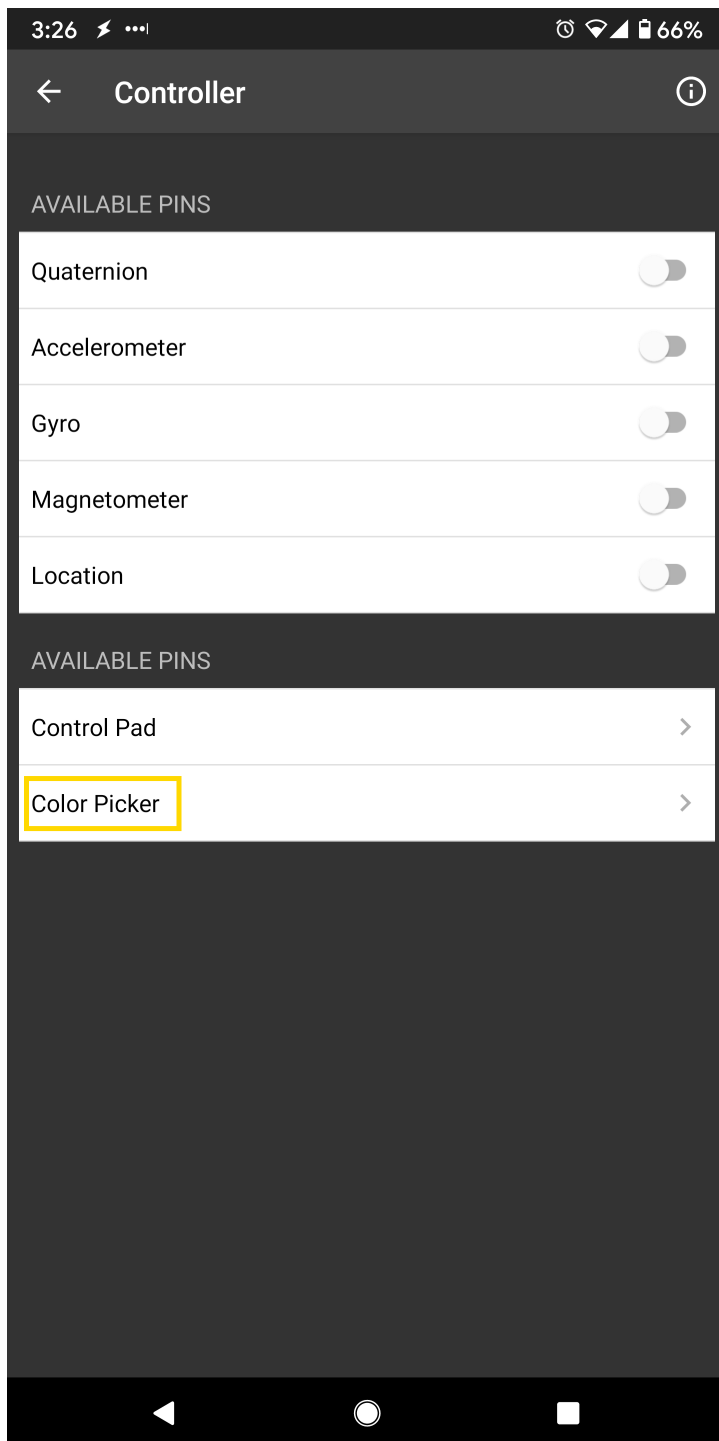 3:26 66%
Controller
AVAILABLE PINS
Quaternion
Accelerometer
Gyro
Magnetometer
Location
AVAILABLE PINS
Control Pad
Color Picker